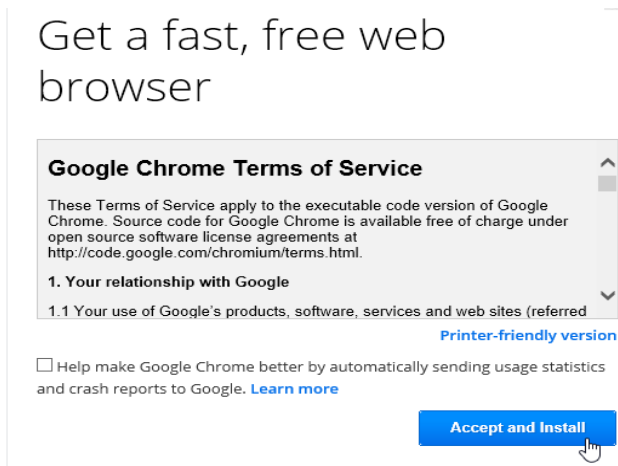 Get a fast, free web
browser
Google Chrome Terms of Service
These Terms of Service apply to the executable code version of Google
Chrome. Source code for Google Chrome is available free of charge under
open source software license agreements at
http://code.google.com/chromium/terms.html.
1. Your relationship with Google
1.1 Your use of Google's products, software, services and web sites (referred
Printer-friendly version
Help make Google Chrome better by automatically sending usage statistics
and crash reports to Google. Learn more
Accept and Install